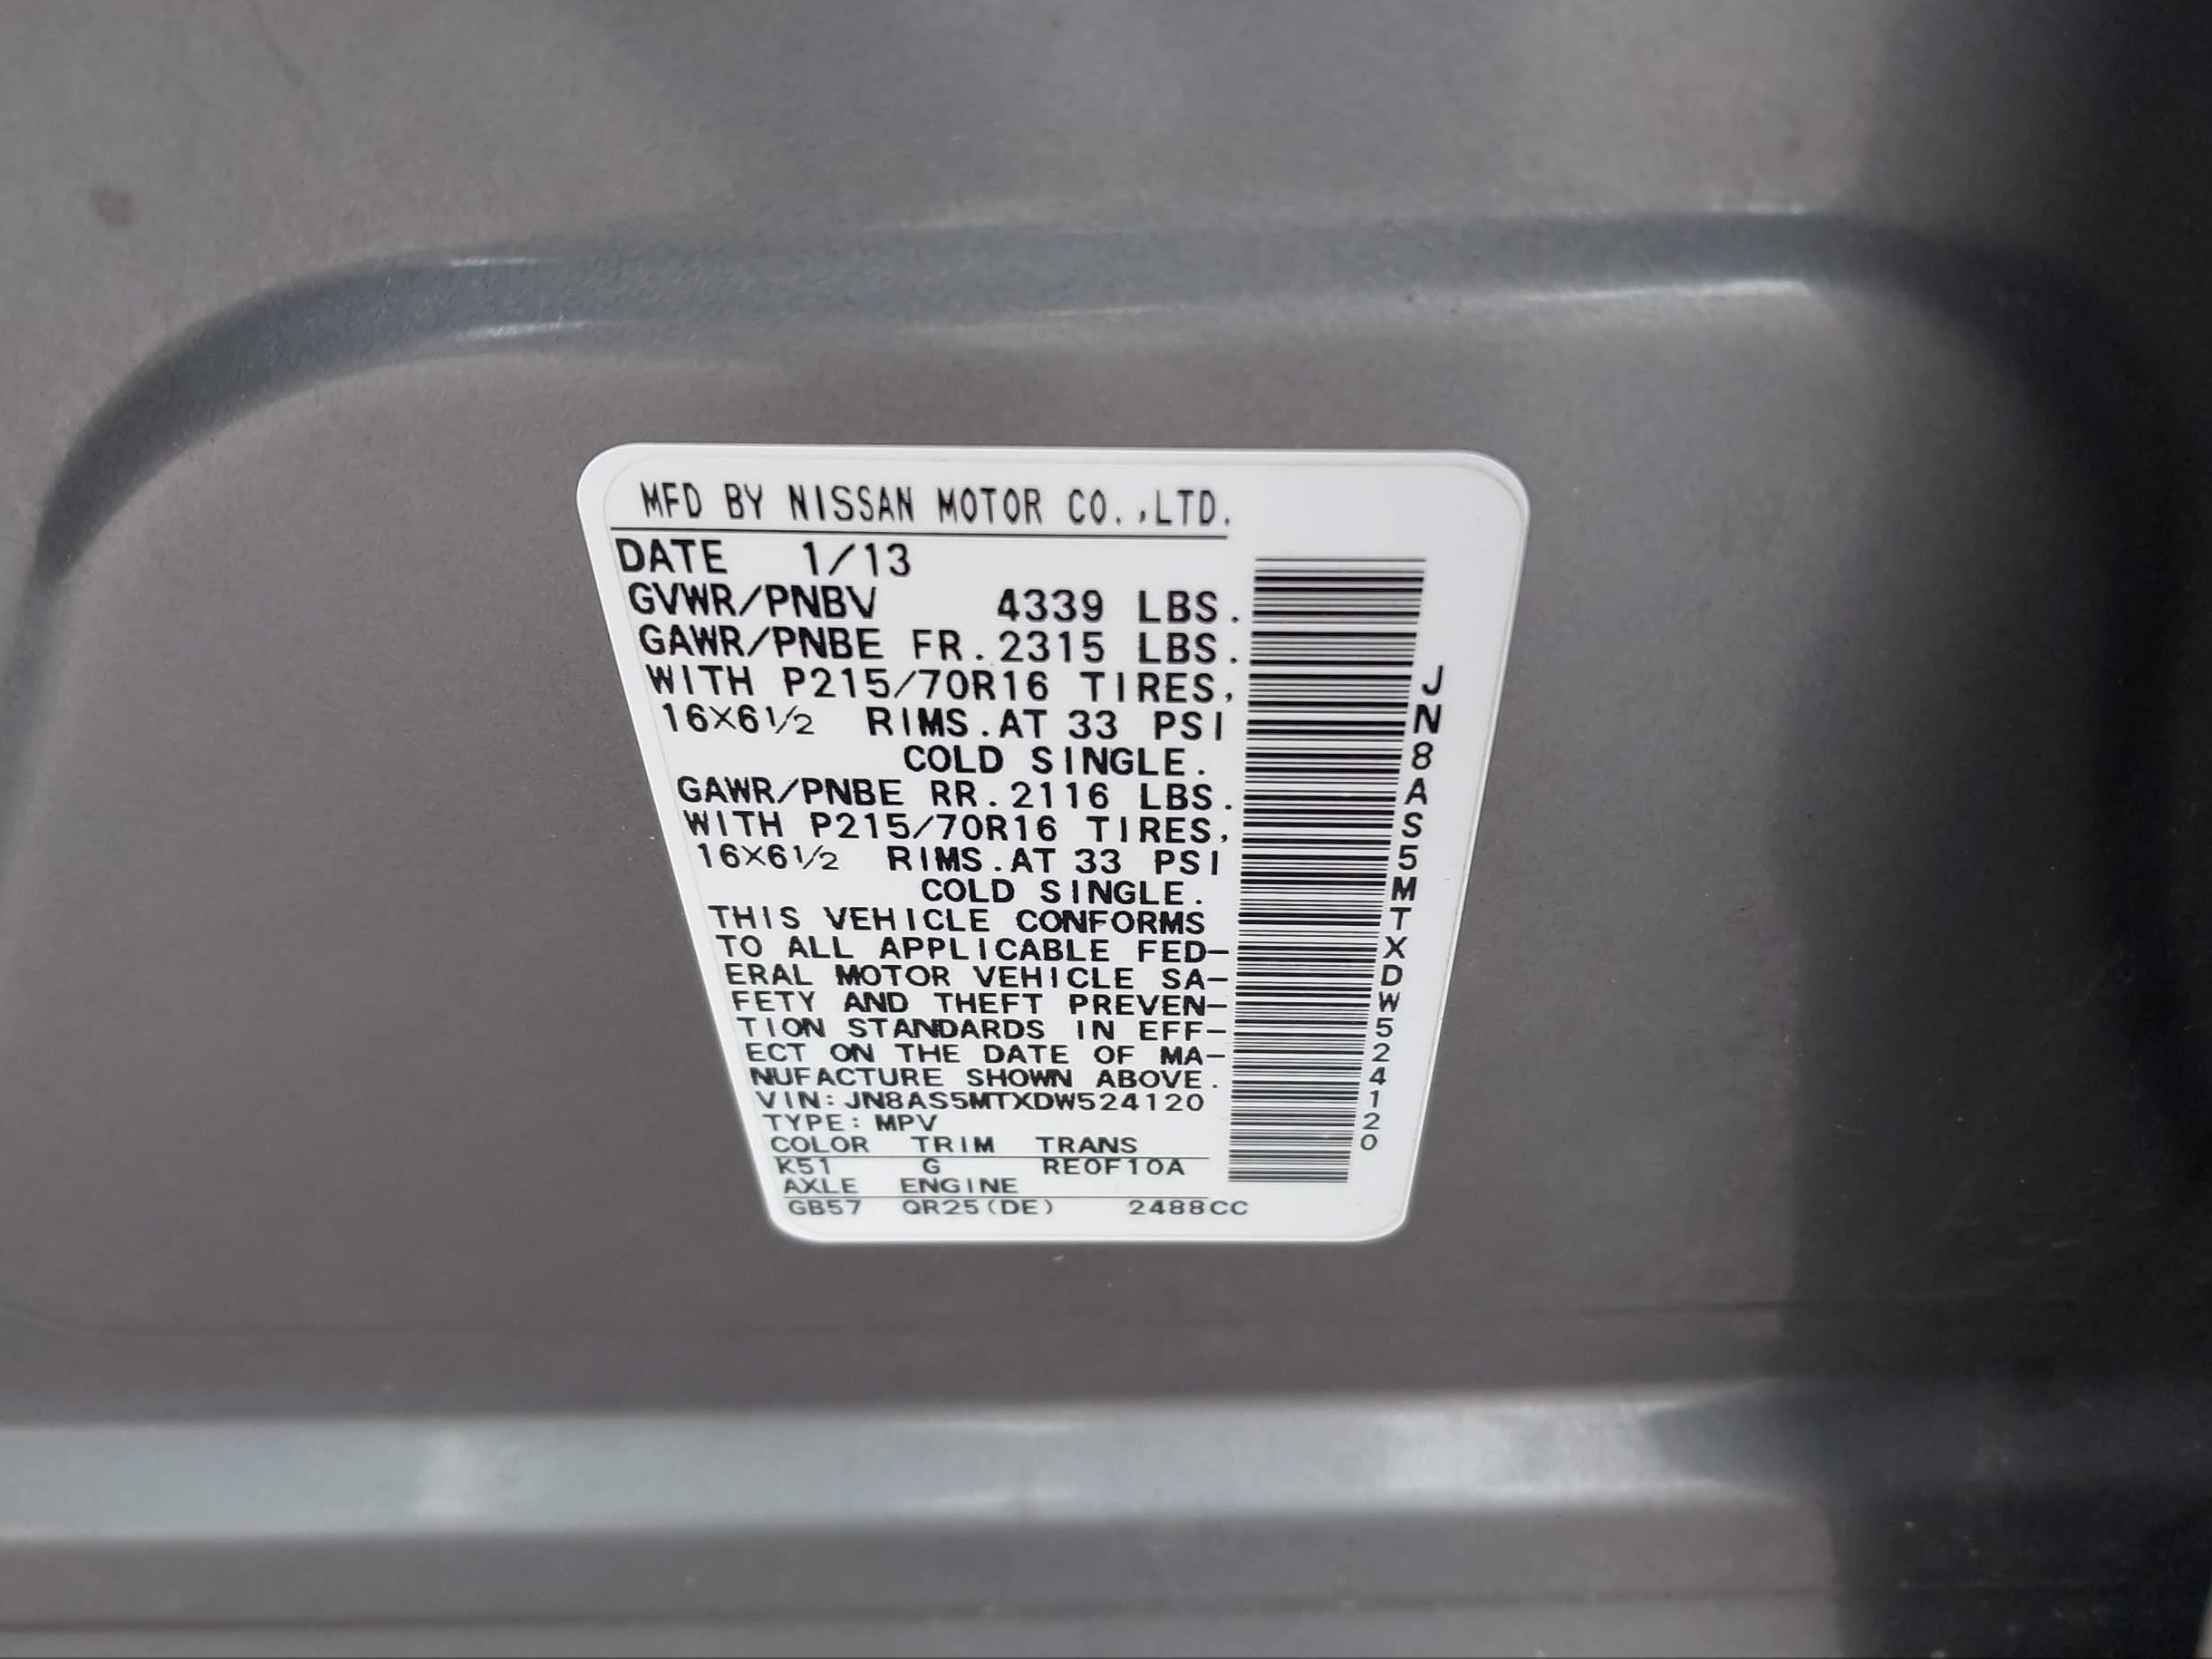 MFD BY NISSAN MOTOR CO.,LTD.
DATE 1/13
GVWR/PNBV 4339 LBS.
GAWR/PNBE FR.2315 LBS.
WITH P215/70R16 TIRES,
16X6½ RIMS.AT 33 PSI
COLD SINGLE.
GAWR/PNBE RR.2116 LBS.
WITH P215/70R16 TIRES,
16X6½ RIMS.AT 33 PSI
COLD SINGLE.
THIS VEHICLE CONFORMS
TO ALL APPLICABLE FED-
ERAL MOTOR VEHICLE SA-
FETY AND THEFT PREVEN-
TION STANDARDS IN EFF-
ECT ON THE DATE OF MA-
NUFACTURE SHOWN ABOVE.
VIN:JN8AS5MTXDW524120
TYPE:MPV
COLOR TRIM TRANS
K51 G RE0F10A
AXLE ENGINE
GB57 QR25(DE) 2488CC
JN8AS5MTXDW524120